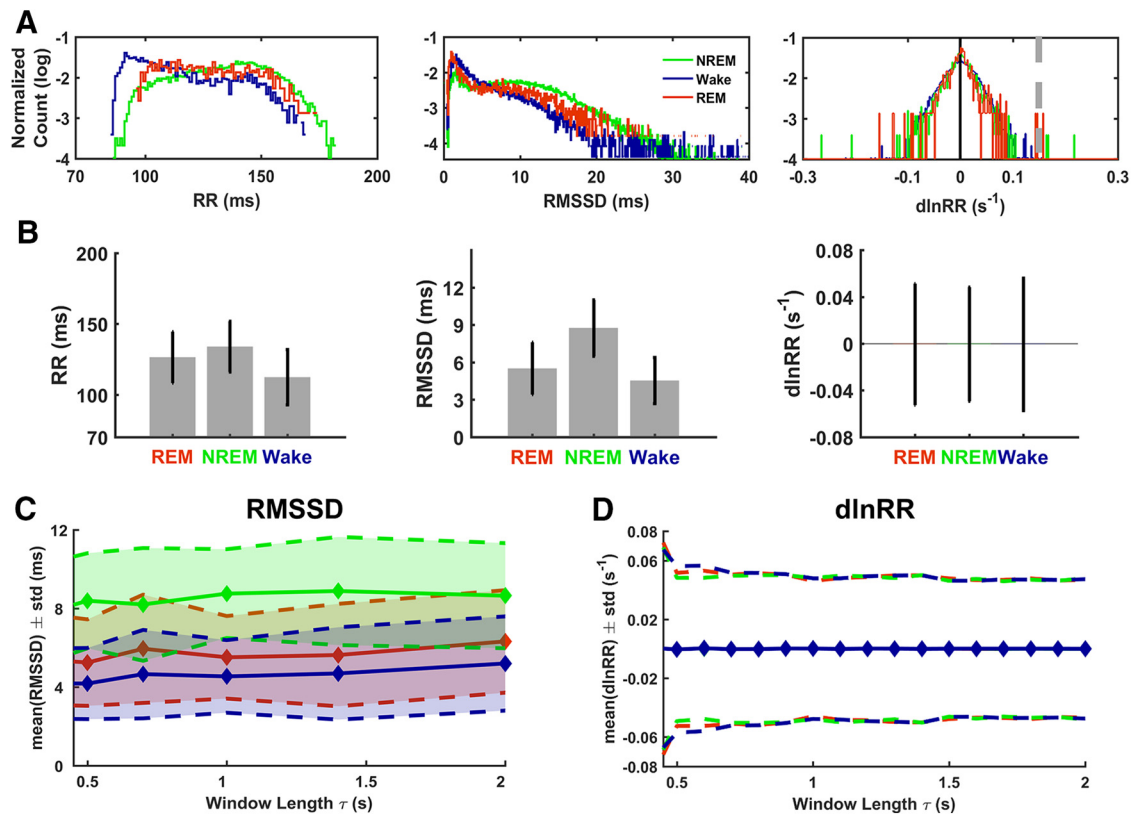 A
Normalized
Count (log)
-1
-2
-3
-4
70
100
150
200
RR (ms)
-1
-2
-3
-4
0
10
20
30
40
RMSSD (ms)
NREM
Wake
REM
-1
-2
-3
-4
-0.3
-0.1
0
0.1
0.3
dlnRR (s-1)
B
RR (ms)
200
150
100
70
REM NREM Wake
RMSSD (ms)
12
9
6
3
0
REM NREM Wake
dlnRR (s-1)
0.08
0.04
0
-0.04
-0.08
REM NREM Wake
C
RMSSD
mean(RMSSD) ± std (ms)
12
8
4
0
0.5
1
1.5
2
Window Length τ (s)
D
dlnRR
mean(dlnRR) ± std (s-1)
0.08
0.06
0.02
-0.02
-0.06
-0.08
0.5
1
1.5
2
Window Length τ (s)